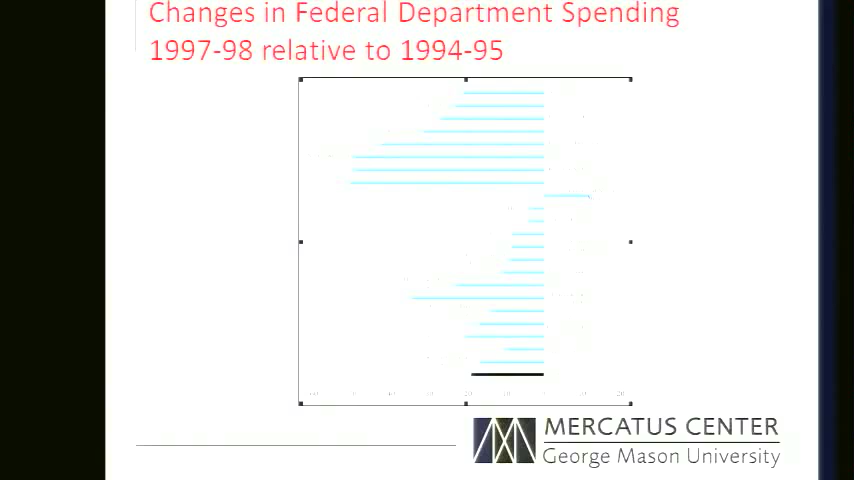 Changes in Federal Department Spending
1997-98 relative to 1994-95
MERCATUS CENTER
George Mason University